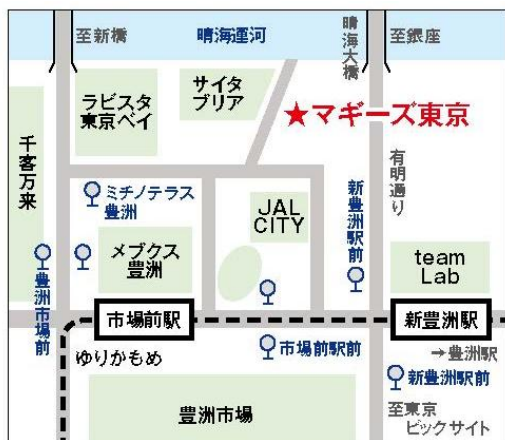 至新橋
晴海運河
晴海大橋
至銀座
ラビスタ
東京ベイ
サイタ
ブリア
★マギーズ東京
千客万来
有明通り
ミチノテラス
豊洲
JAL
CITY
新豊洲駅前
メブクス
豊洲
team
Lab
豊洲市場前
市場前駅
新豊洲駅
ゆりかもめ
市場前駅前
→豊洲駅
新豊洲駅前
豊洲市場
至東京
ビックサイト